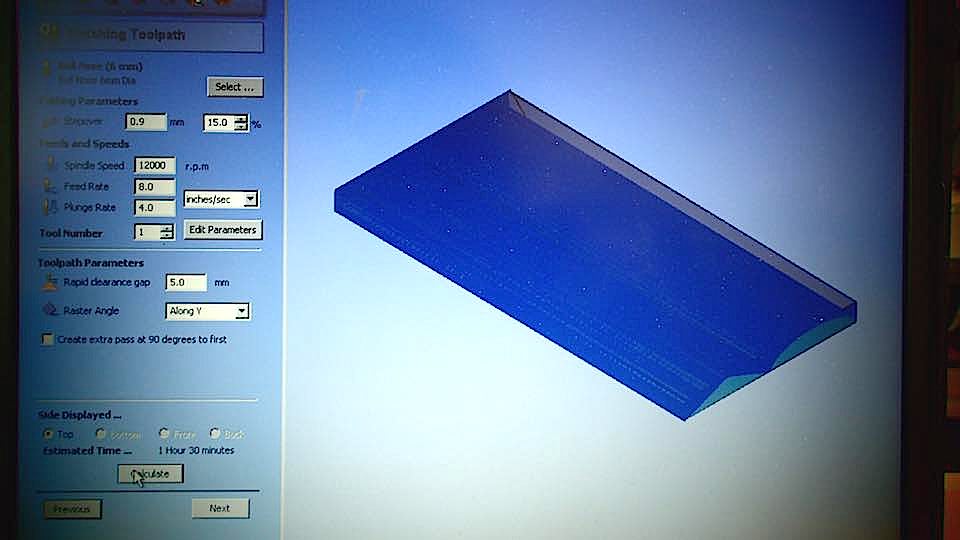 Finishing Toolpath
Ball Nose (6 mm)
Ball Nose 6mm Dia
Select ...
Cutting Parameters
Stepover 0.9 mm 15.0 %
Feeds and Speeds
Spindle Speed 12000 r.p.m
Feed Rate 8.0
inches/sec
Plunge Rate 4.0
Tool Number 1 Edit Parameters
Toolpath Parameters
Rapid clearance gap 5.0 mm
Raster Angle Along Y
Create extra pass at 90 degrees to first
Side Displayed ...
Top Bottom Front Back
Estimated Time ... 1 Hour 30 minutes
Calculate
Previous Next